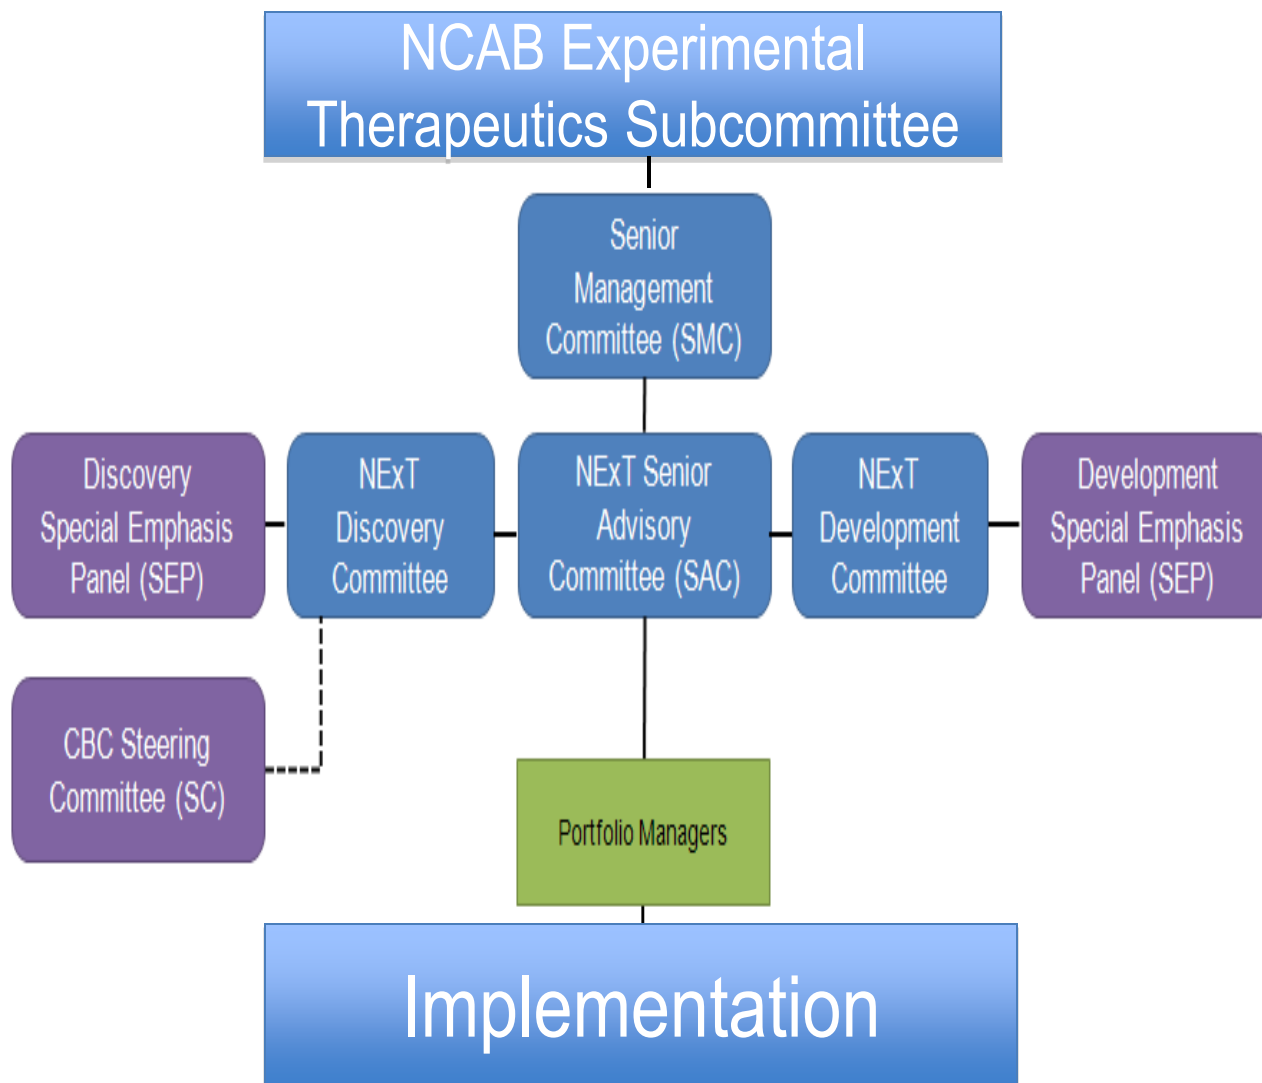 NCAB Experimental
Therapeutics Subcommittee
Senior
Management
Committee (SMC)
Discovery
Special Emphasis
Panel (SEP)
NExT
Discovery
Committee
NExT Senior
Advisory
Committee (SAC)
NExT
Development
Committee
Development
Special Emphasis
Panel (SEP)
CBC Steering
Committee (SC)
Portfolio Managers
Implementation